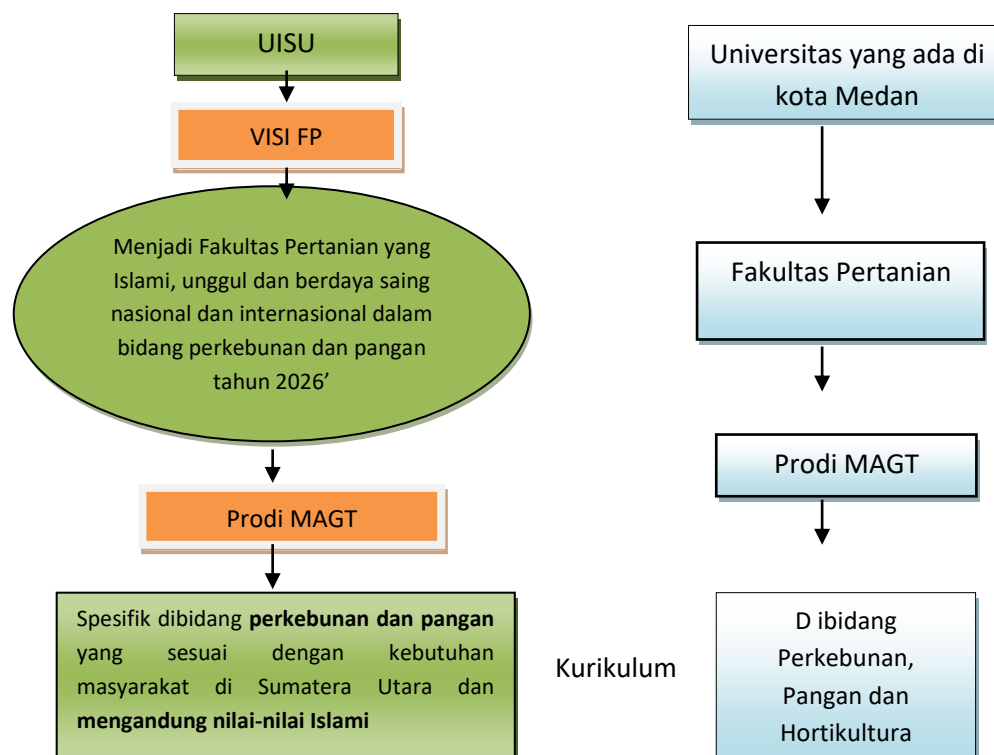 UISU
VISI FP
Menjadi Fakultas Pertanian yang
Islami, unggul dan berdaya saing
nasional dan internasional dalam
bidang perkebunan dan pangan
tahun 2026’
Prodi MAGT
Spesifik dibidang perkebunan dan pangan
yang sesuai dengan kebutuhan
masyarakat di Sumatera Utara dan
mengandung nilai-nilai Islami
Kurikulum
Universitas yang ada di
kota Medan
Fakultas Pertanian
Prodi MAGT
D ibidang
Perkebunan,
Pangan dan
Hortikultura